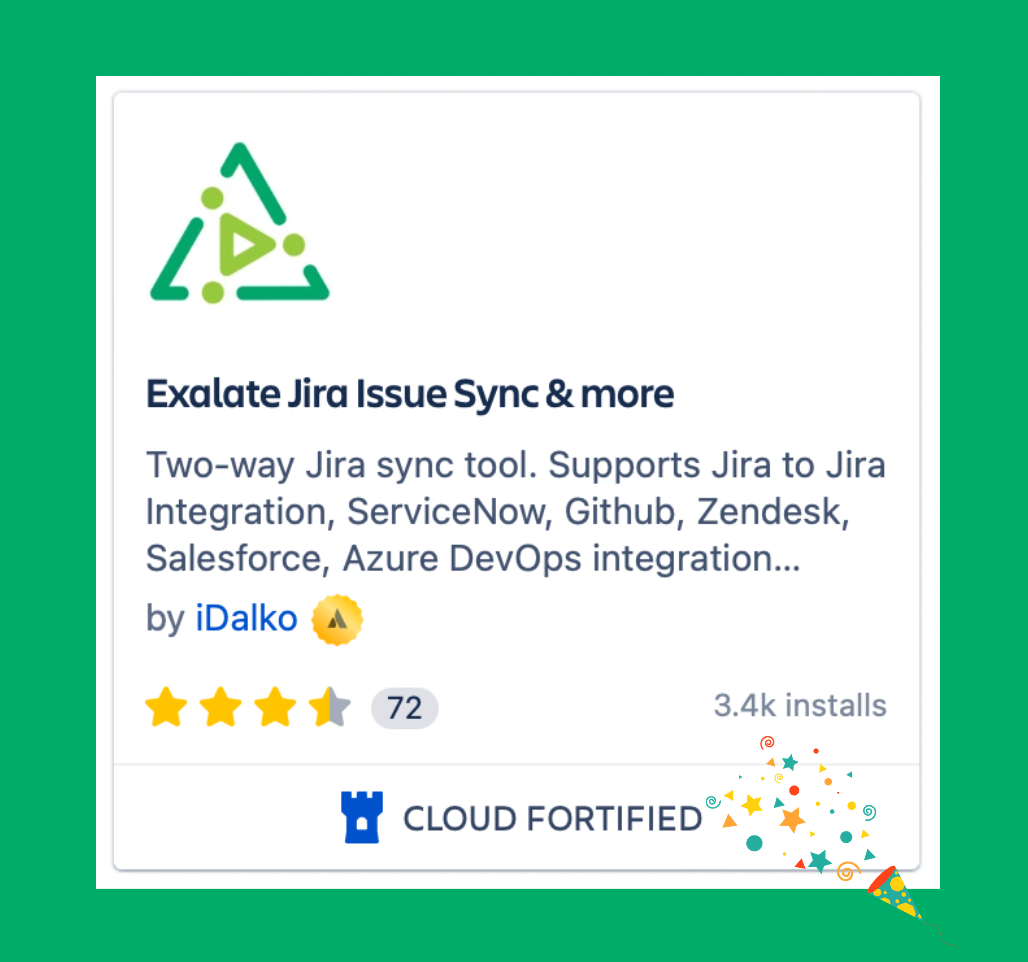 Exalate Jira Issue Sync & more
Two-way Jira sync tool. Supports Jira to Jira
Integration, ServiceNow, Github, Zendesk,
Salesforce, Azure DevOps integration...
by iDalko
72
3.4k installs
CLOUD FORTIFIED